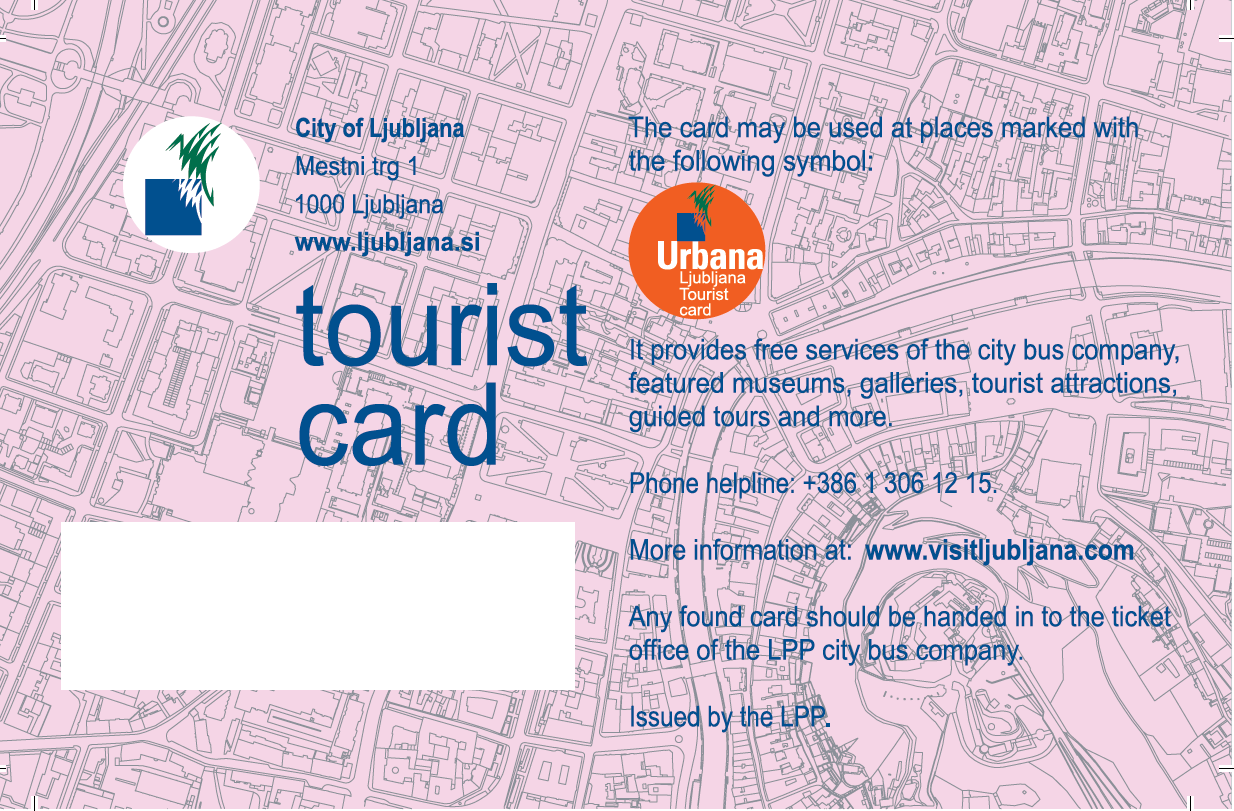 City of Ljubljana
Mestni trg 1
1000 Ljubljana
www.ljubljana.si
tourist
card
The card may be used at places marked with
the following symbol:
Urbana
Ljubljana
Tourist
card
It provides free services of the city bus company,
featured museums, galleries, tourist attractions,
guided tours and more.
Phone helpline: +386 1 306 12 15.
More information at: www.visitljubljana.com
Any found card should be handed in to the ticket
office of the LPP city bus company.
Issued by the LPP.